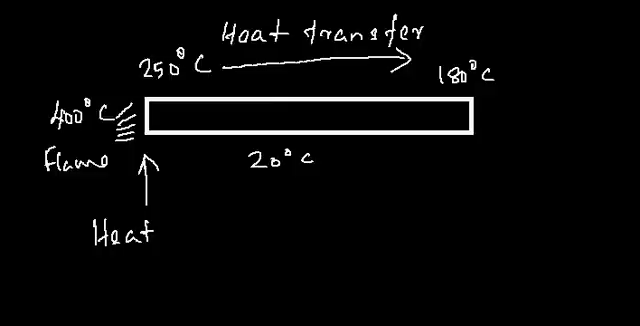 Heat transfer
250° C
180° C
400° C
Flame
20° C
Heat